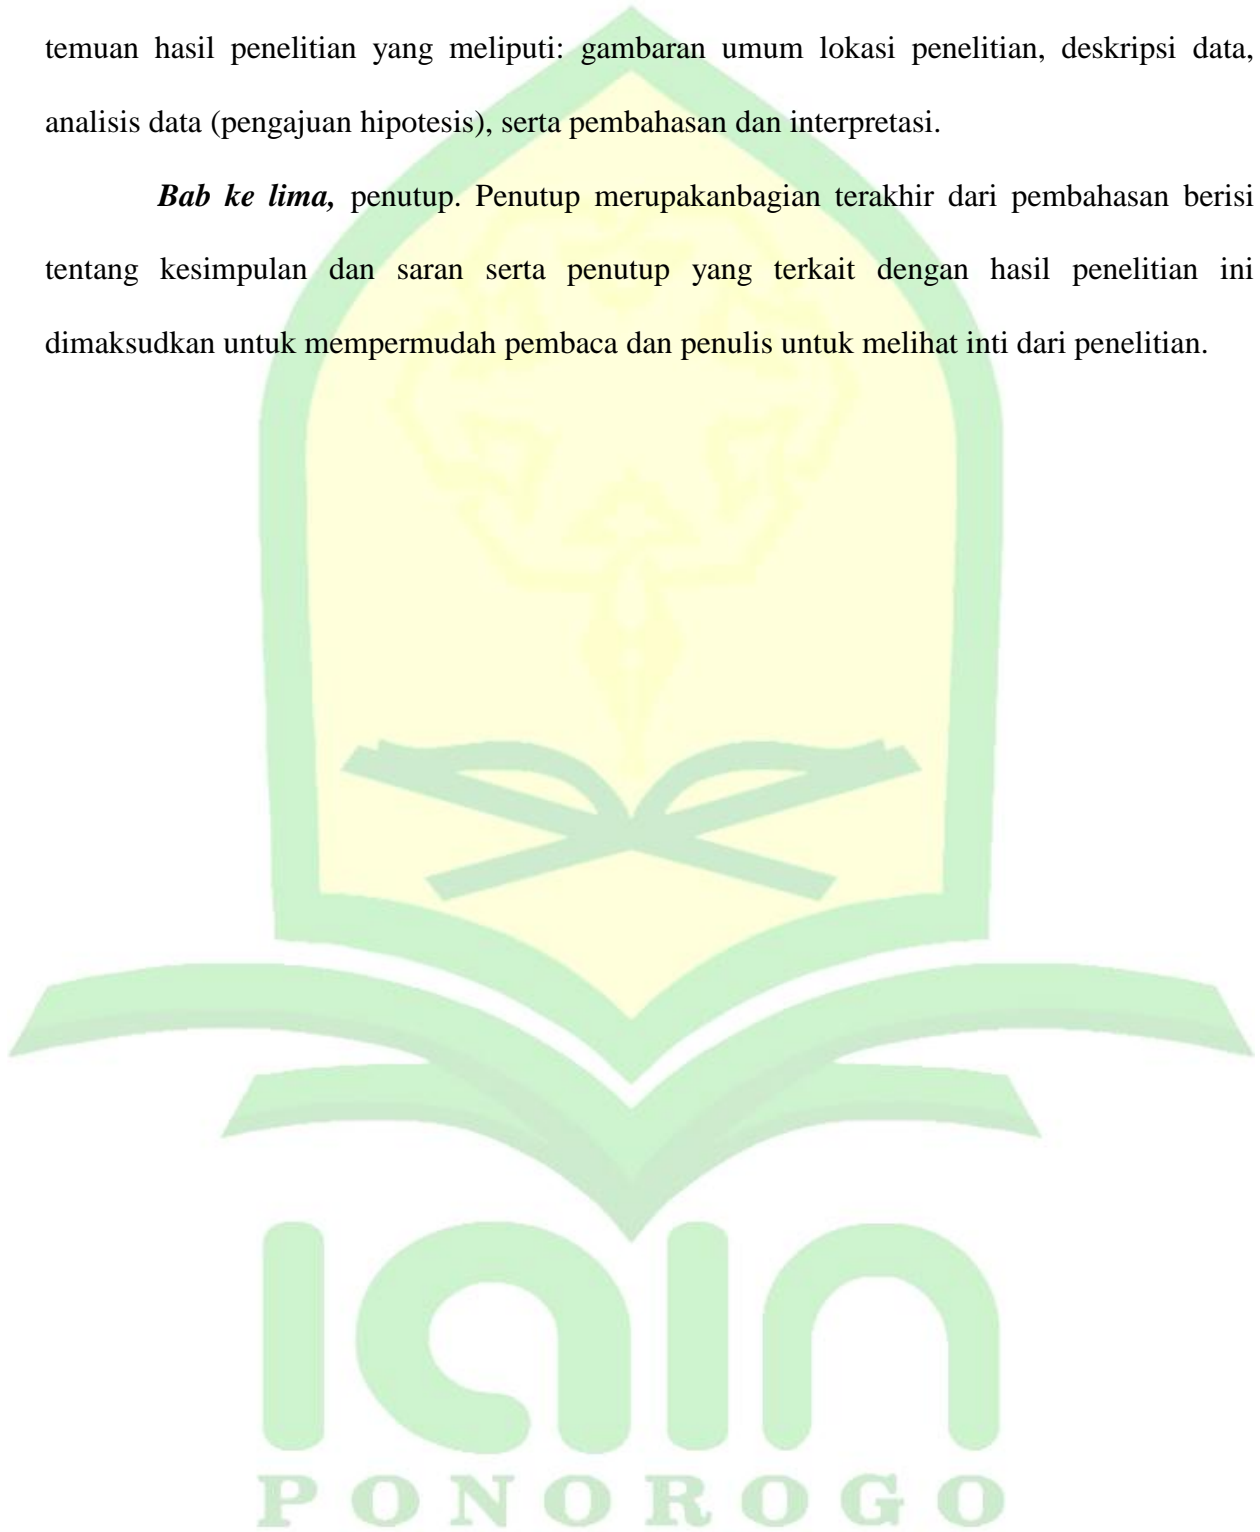 temuan hasil penelitian yang meliputi: gambaran umum lokasi penelitian, deskripsi data,
analisis data (pengajuan hipotesis), serta pembahasan dan interpretasi.
Bab ke lima, penutup. Penutup merupakanbagian terakhir dari pembahasan berisi
tentang kesimpulan dan saran serta penutup yang terkait dengan hasil penelitian ini
dimaksudkan untuk mempermudah pembaca dan penulis untuk melihat inti dari penelitian.
iain
PONOROGO